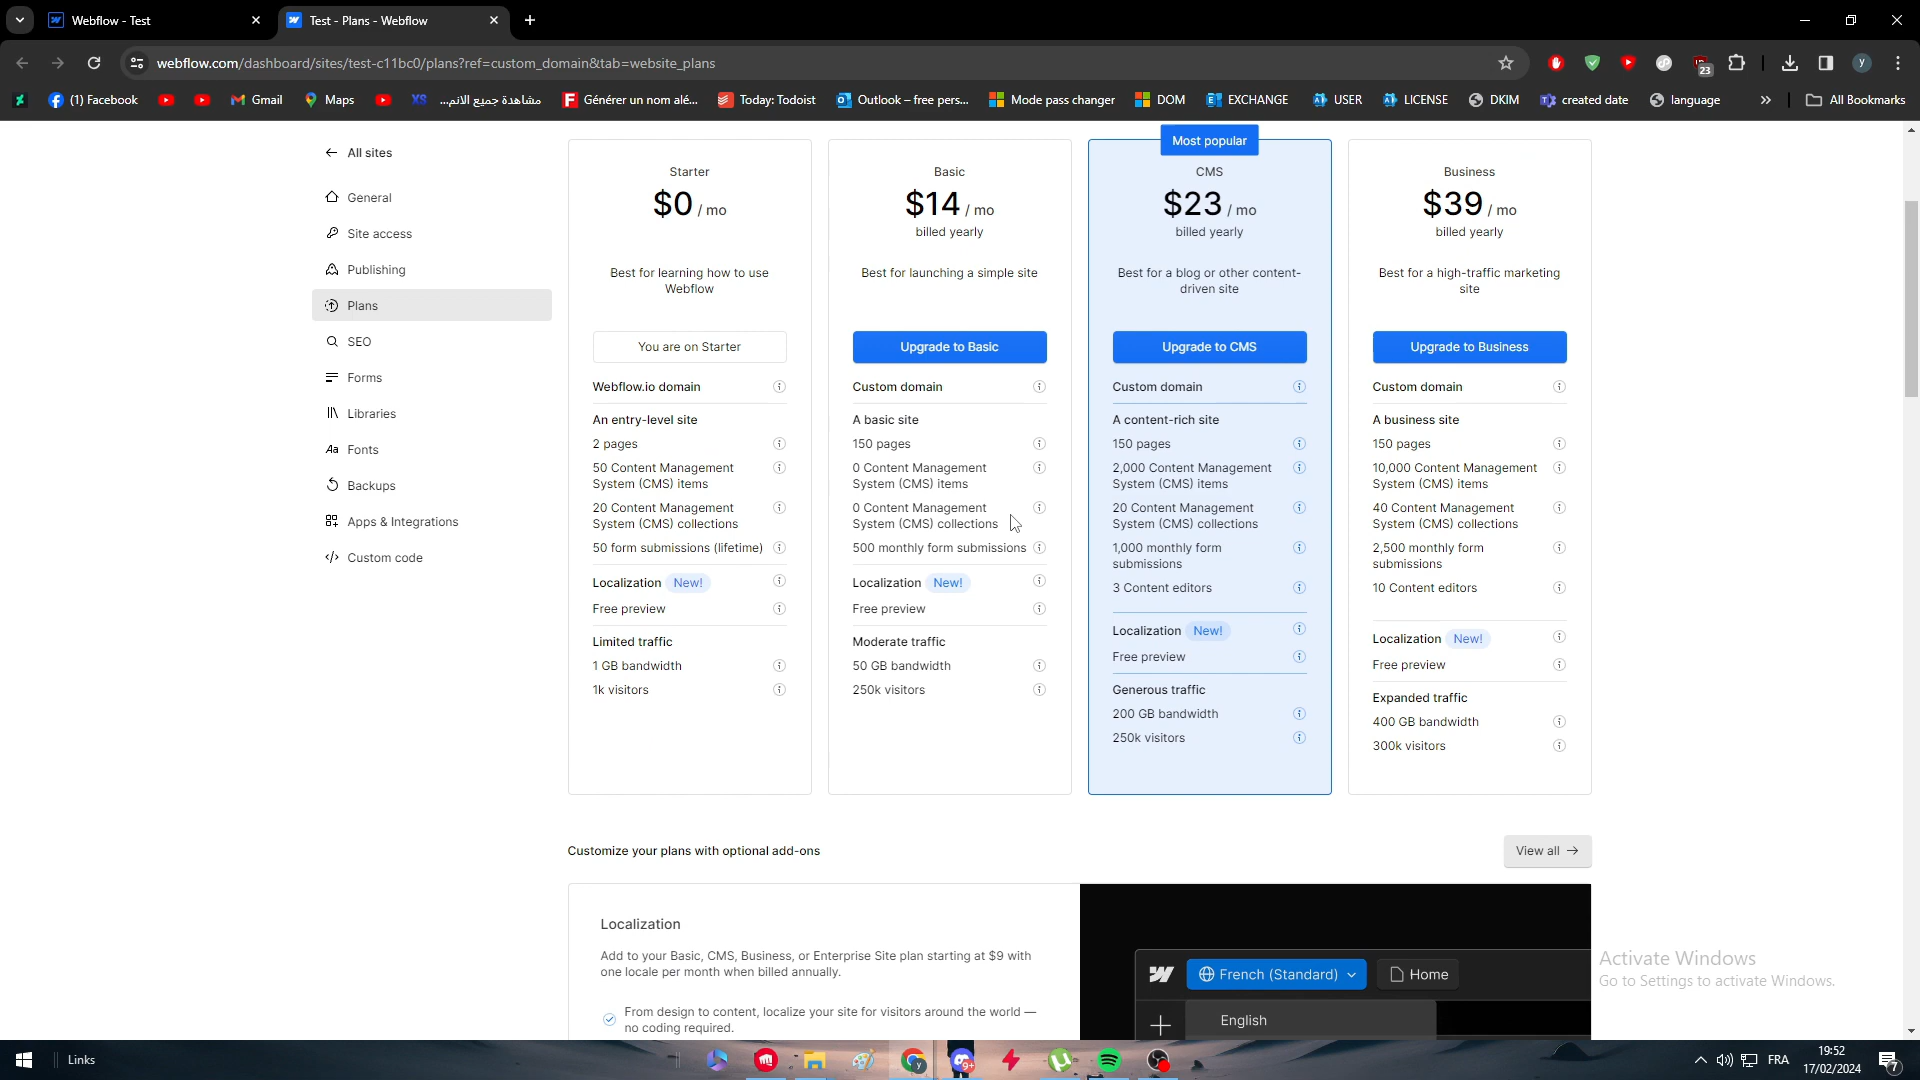 Webflow - Test
Test - Plans - Webflow
webflow.com/dashboard/sites/test-c11bc0/plans?ref=custom_domain&tab=website_plans
23
y
(1) Facebook
Gmail
Maps
XS
مشاهدة جميع الانم...
Générer un nom alé...
Today: Todoist
Outlook – free pers...
Mode pass changer
DOM
EXCHANGE
USER
LICENSE
DKIM
created date
language
»
All Bookmarks
All sites
General
Site access
Publishing
Plans
SEO
Forms
Libraries
Aa Fonts
Backups
Apps & Integrations
Custom code
Starter
$0 / mo
Best for learning how to use
Webflow
You are on Starter
Webflow.io domain
An entry-level site
2 pages
50 Content Management
System (CMS) items
20 Content Management
System (CMS) collections
50 form submissions (lifetime)
Localization New!
Free preview
Limited traffic
1 GB bandwidth
1k visitors
Basic
$14 / mo
billed yearly
Best for launching a simple site
Upgrade to Basic
Custom domain
A basic site
150 pages
0 Content Management
System (CMS) items
0 Content Management
System (CMS) collections
500 monthly form submissions
Localization New!
Free preview
Moderate traffic
50 GB bandwidth
250k visitors
Most popular
CMS
$23 / mo
billed yearly
Best for a blog or other content-
driven site
Upgrade to CMS
Custom domain
A content-rich site
150 pages
2,000 Content Management
System (CMS) items
20 Content Management
System (CMS) collections
1,000 monthly form
submissions
3 Content editors
Localization New!
Free preview
Generous traffic
200 GB bandwidth
250k visitors
Business
$39 / mo
billed yearly
Best for a high-traffic marketing
site
Upgrade to Business
Custom domain
A business site
150 pages
10,000 Content Management
System (CMS) items
40 Content Management
System (CMS) collections
2,500 monthly form
submissions
10 Content editors
Localization New!
Free preview
Expanded traffic
400 GB bandwidth
300k visitors
Customize your plans with optional add-ons
View all →
Localization
Add to your Basic, CMS, Business, or Enterprise Site plan starting at $9 with
one locale per month when billed annually.
From design to content, localize your site for visitors around the world —
no coding required.
French (Standard)
Home
English
Activate Windows
Go to Settings to activate Windows.
Links
9+
FRA
19:52
17/02/2024
7